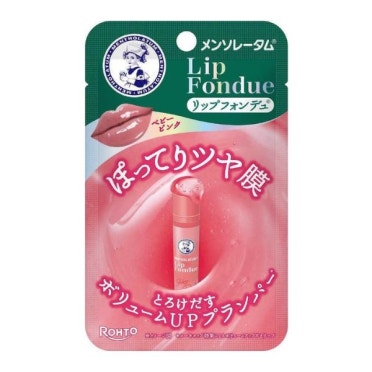 メンソレータム®
Lip
Fondue
リップフォンデュ®
ベビー
ピンク
ぽってりツヤ膜
Lip
Fondue
とろけだす
ボリュームUPプランパー
ROHTO